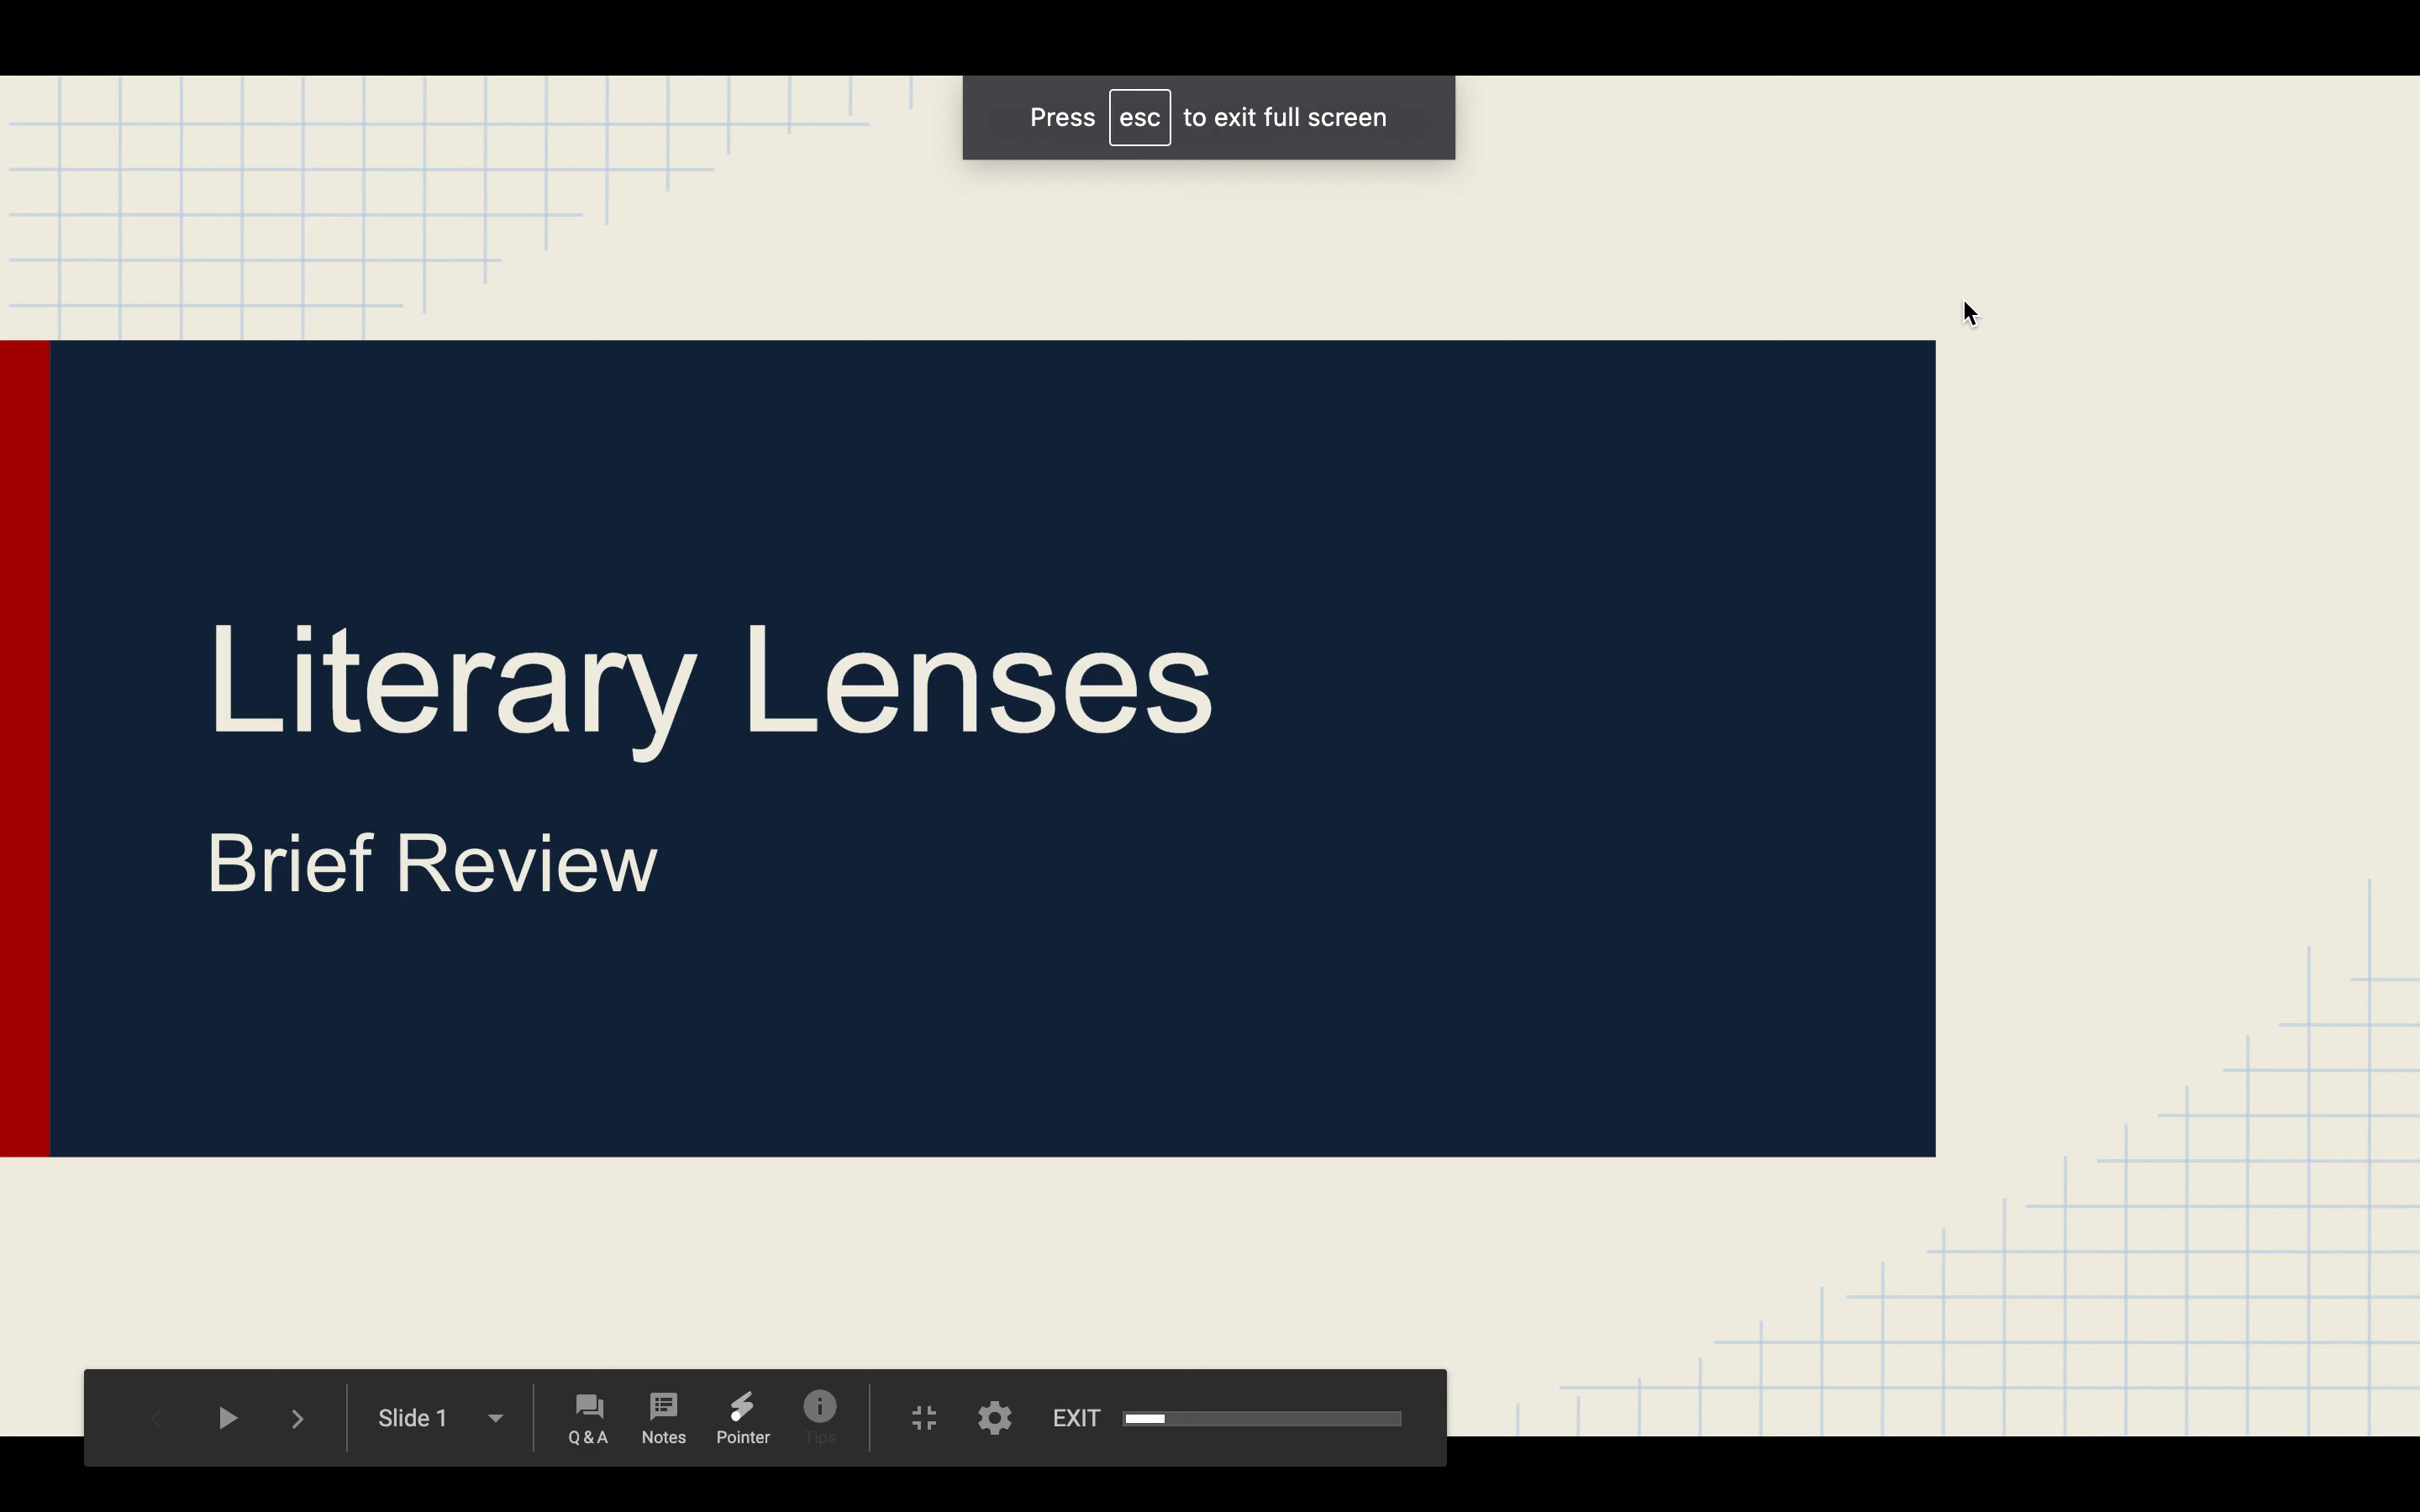 Press esc to exit full screen
Literary Lenses
Brief Review
Slide 1
Q & A Notes Pointer Tips
EXIT